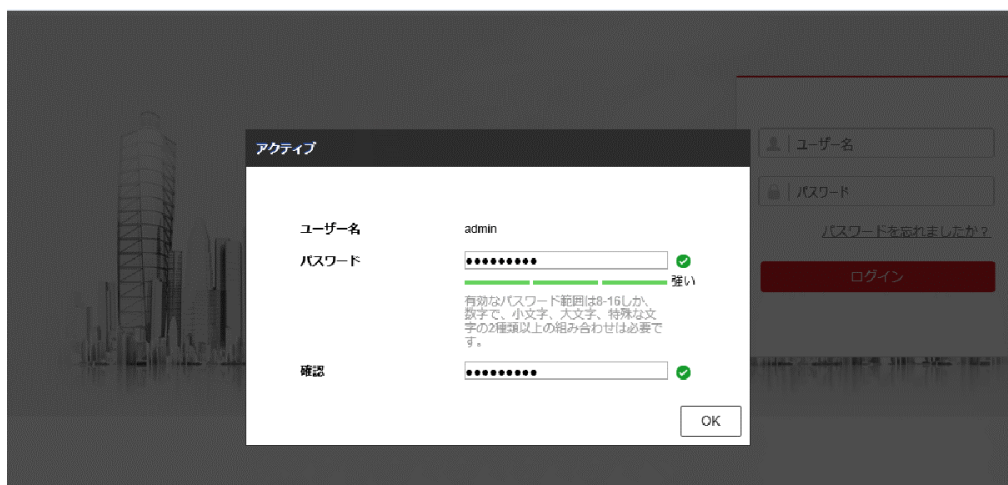 アクティブ
ユーザー名
admin
パスワード
●●●●●●●●●
強い
有効なパスワード範囲は8-16しか、
数字で、小文字、大文字、特殊な文
字の2種類以上の組み合わせは必要で
す。
確認
●●●●●●●●●
OK
ユーザー名
パスワード
パスワードを忘れましたか？
ログイン